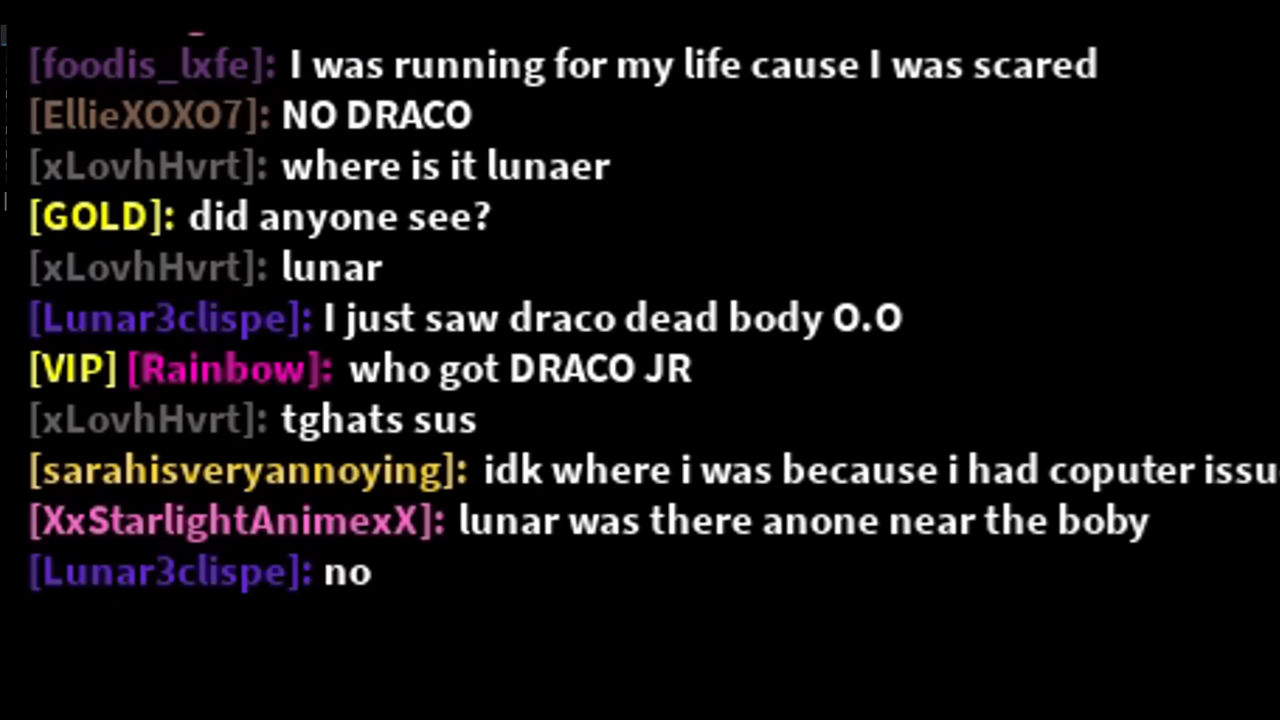 [foodis_lxfe]: I was running for my life cause I was scared
[EllieXOXO7]: NO DRACO
[xLovhHvrt]: where is it lunaer
[GOLD]: did anyone see?
[xLovhHvrt]: lunar
[Lunar3clispe]: I just saw draco dead body O.O
[VIP] [Rainbow]: who got DRACO JR
[xLovhHvrt]: tghats sus
[sarahisveryannoying]: idk where i was because i had coputer issu
[XxStarlightAnimexX]: lunar was there anone near the boby
[Lunar3clispe]: no